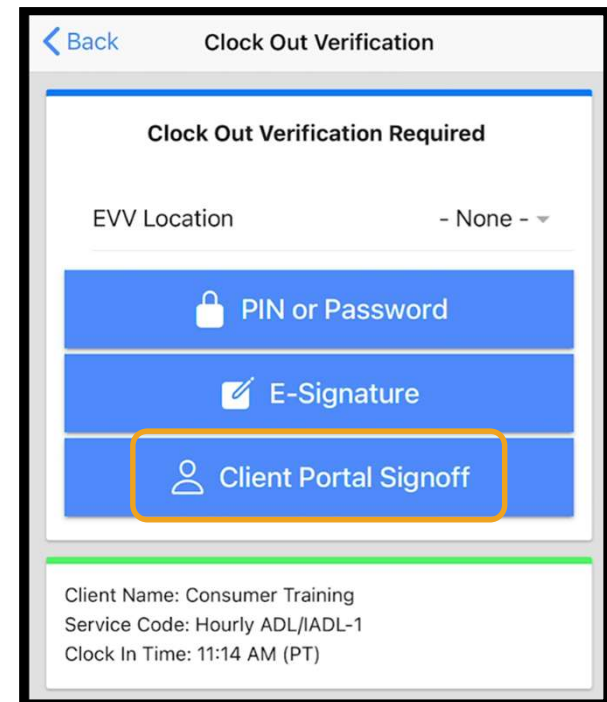 Back Clock Out Verification
Clock Out Verification Required
EVV Location - None -
PIN or Password
E-Signature
Client Portal Signoff
Client Name: Consumer Training
Service Code: Hourly ADL/IADL-1
Clock In Time: 11:14 AM (PT)